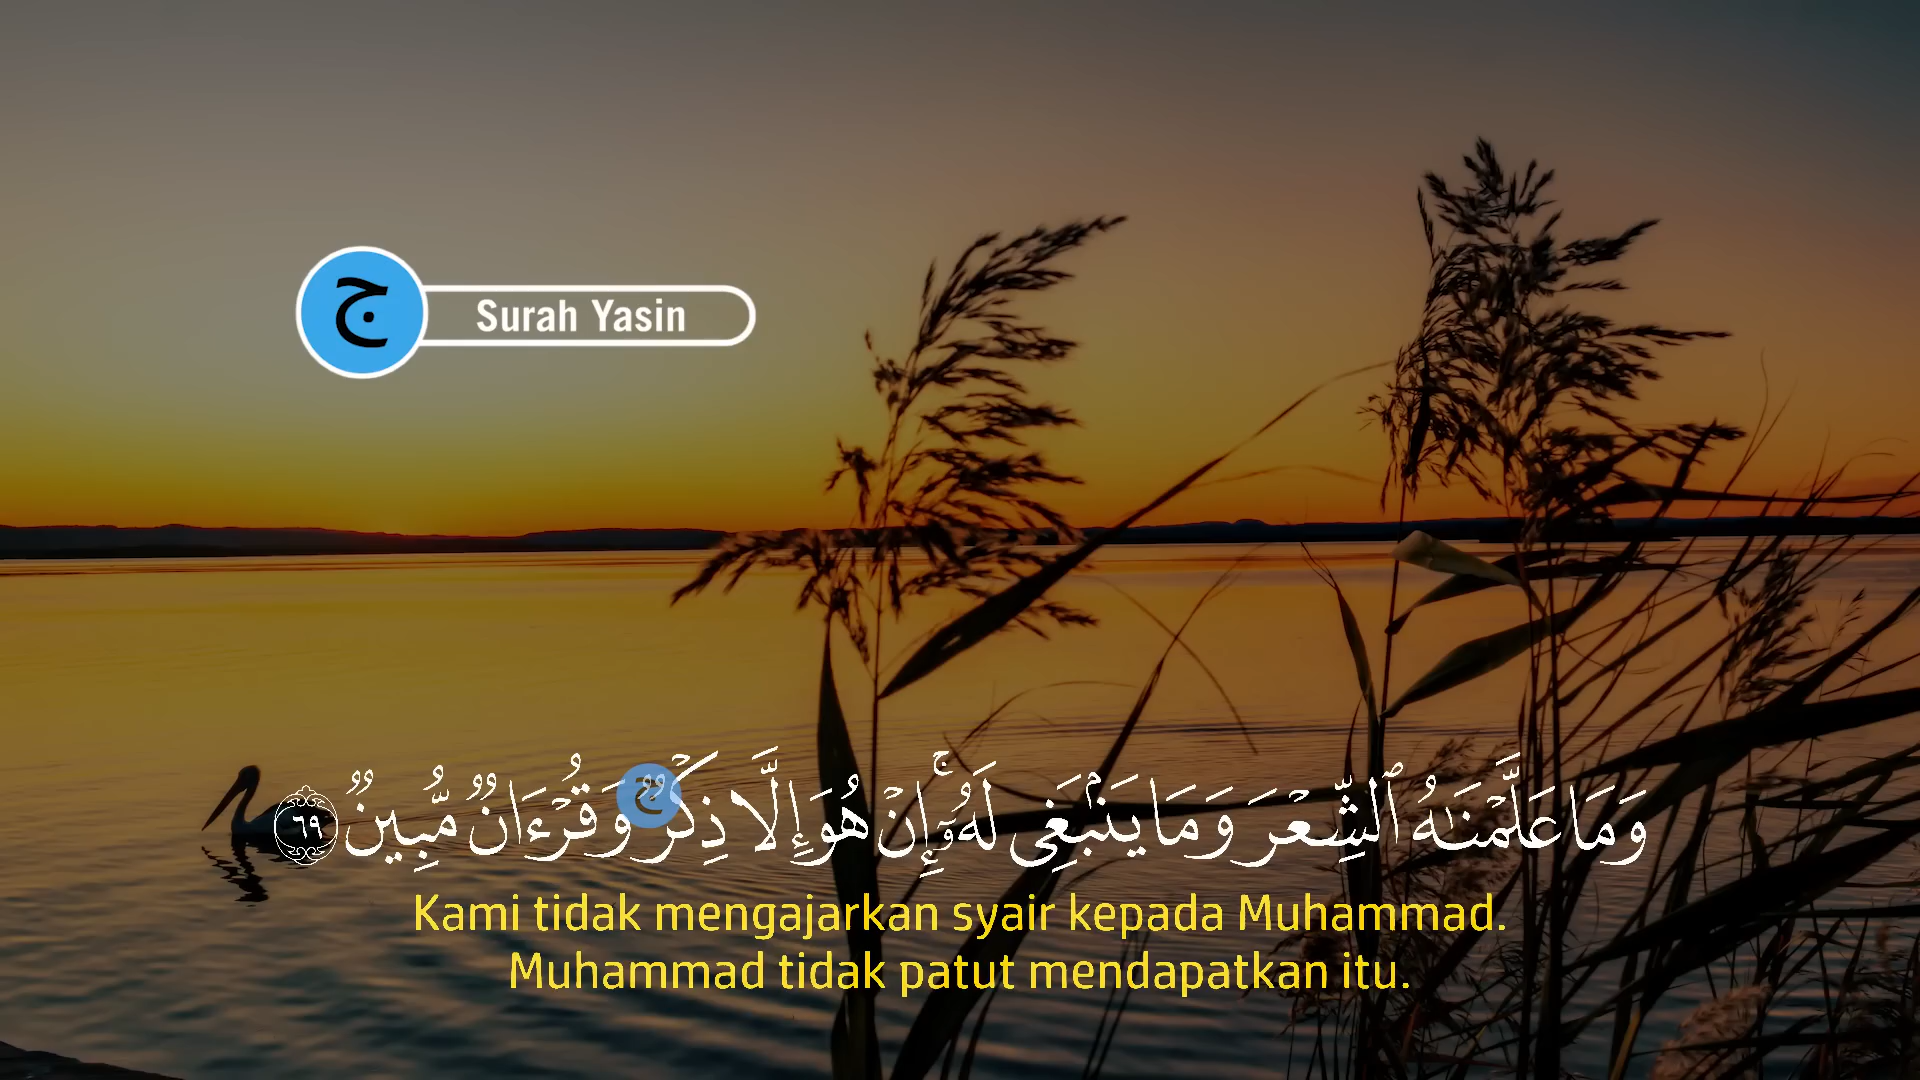 ج
Surah Yasin
وَمَا عَلَّمْنَـٰهُ ٱلشِّعْرَ وَمَا يَنۢبَغِى لَهُۥٓ ۚ إِنْ هُوَ إِلَّا ذِكْرٌ وَقُرْءَانٌ مُّبِينٌ ٦٩
ج
Kami tidak mengajarkan syair kepada Muhammad.
Muhammad tidak patut mendapatkan itu.